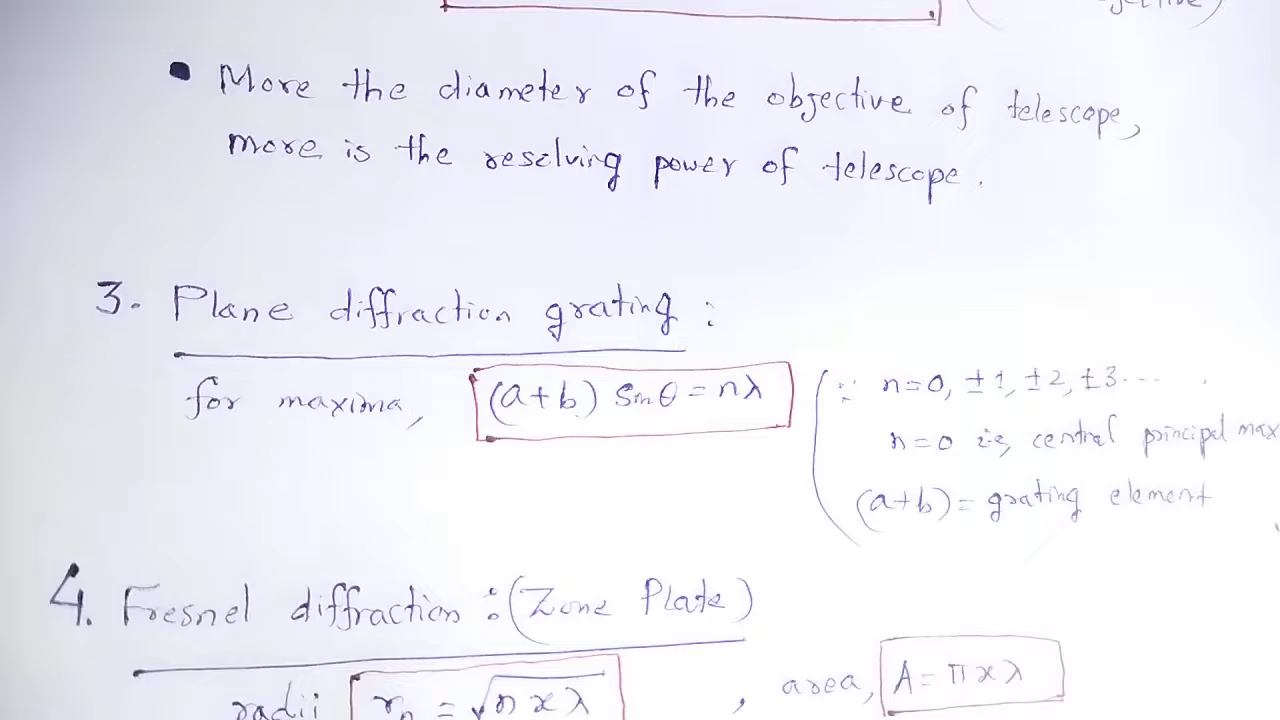 • More the diameter of the objective of telescope,
more is the resolving power of telescope.
3. Plane diffraction grating :
for maxima, (a+b) sinθ = nλ
(∵ n=0, ±1, ±2, ±3....
n=0 i.e, central principal max
(a+b) = grating element
4. Fresnel diffraction : (Zone Plate)
radii rn = √nxλ , area, A = πxλ